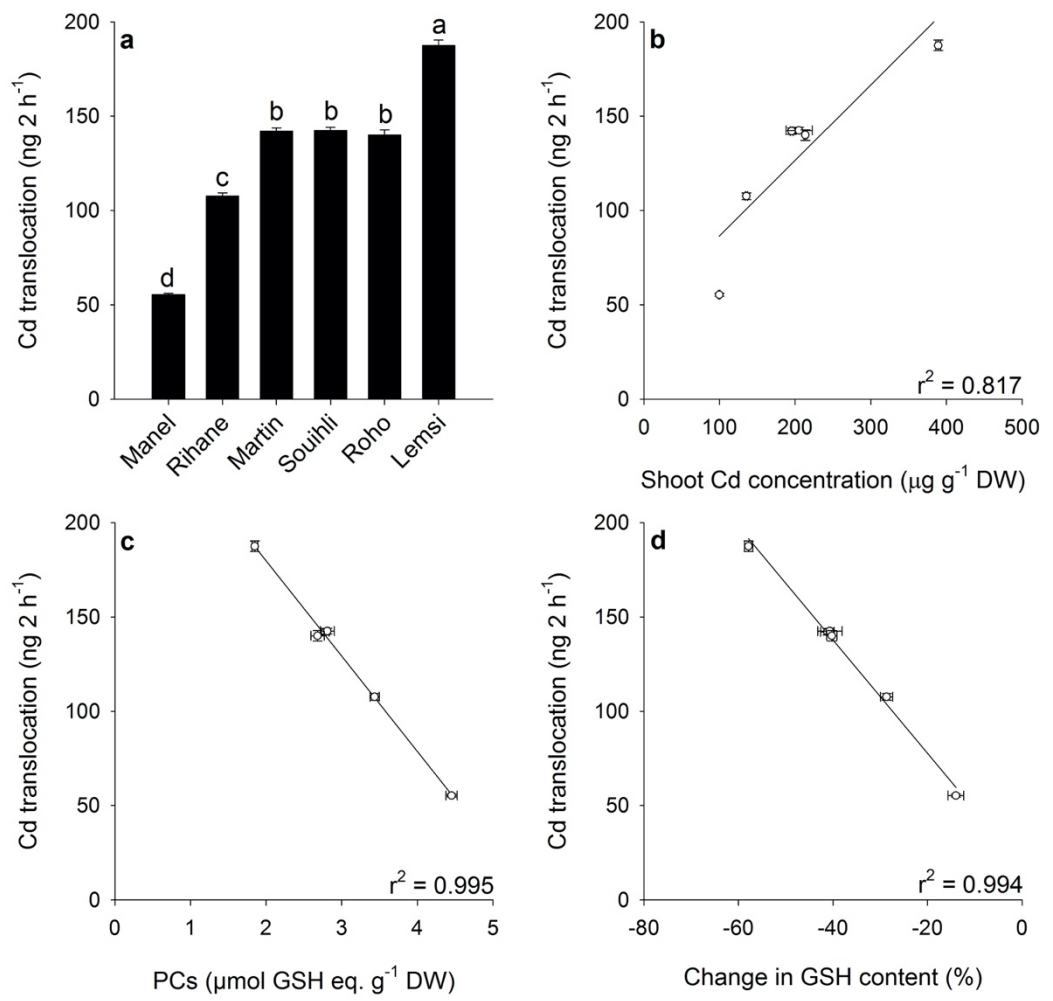 a
Cd translocation (ng 2 h⁻¹)
200
150
100
50
0
d
c
b
b
b
a
Manel
Rihane
Martin
Souihli
Roho
Lemsi
b
Cd translocation (ng 2 h⁻¹)
200
150
100
50
0
r² = 0.817
0 100 200 300 400 500
Shoot Cd concentration (μg g⁻¹ DW)
c
Cd translocation (ng 2 h⁻¹)
200
150
100
50
0
r² = 0.995
0 1 2 3 4 5
PCs (μmol GSH eq. g⁻¹ DW)
d
Cd translocation (ng 2 h⁻¹)
200
150
100
50
0
r² = 0.994
-80 -60 -40 -20 0
Change in GSH content (%)